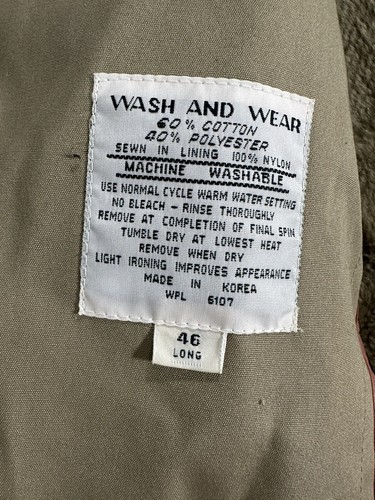 WASH AND WEAR
60% COTTON
40% POLYESTER
SEWN IN LINING 100% NYLON
MACHINE WASHABLE
USE NORMAL CYCLE WARM WATER SETTING
NO BLEACH - RINSE THOROUGHLY
REMOVE AT COMPLETION OF FINAL SPIN
TUMBLE DRY AT LOWEST HEAT
REMOVE WHEN DRY
LIGHT IRONING IMPROVES APPEARANCE
MADE IN KOREA
WPL 6107
46
LONG